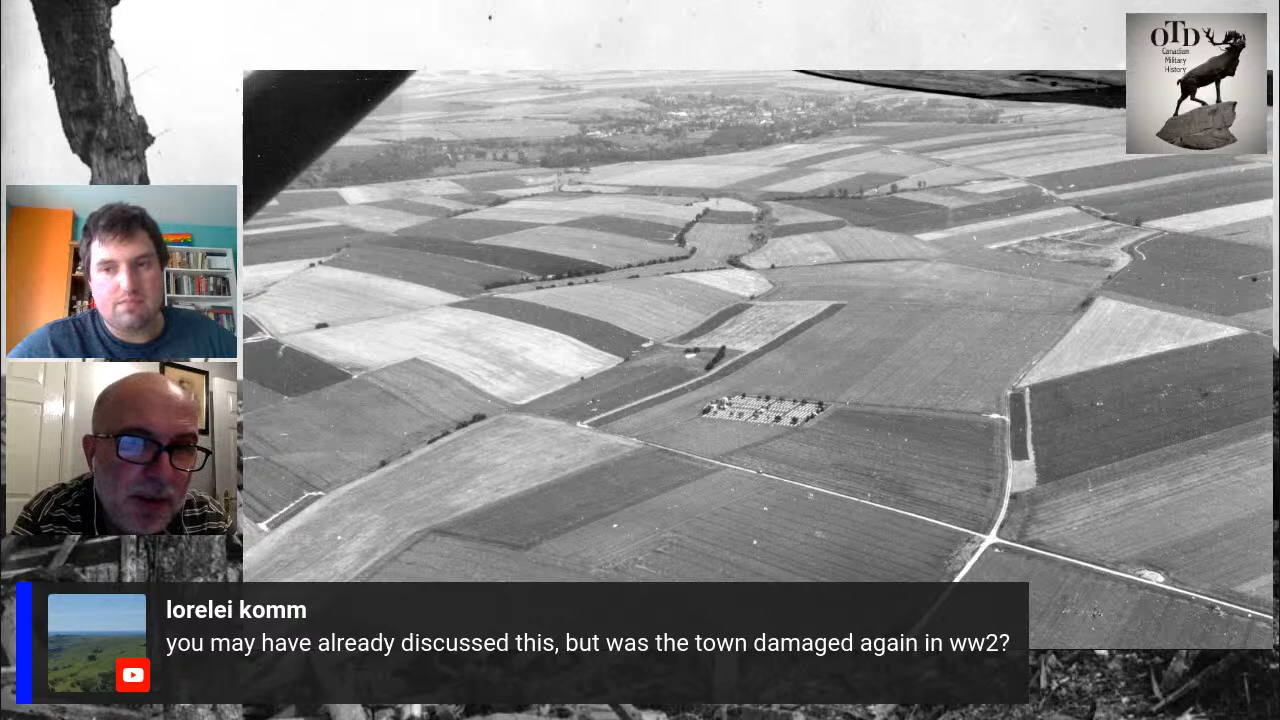 OTD
Canadian
Military
History
lorelei komm
you may have already discussed this, but was the town damaged again in ww2?